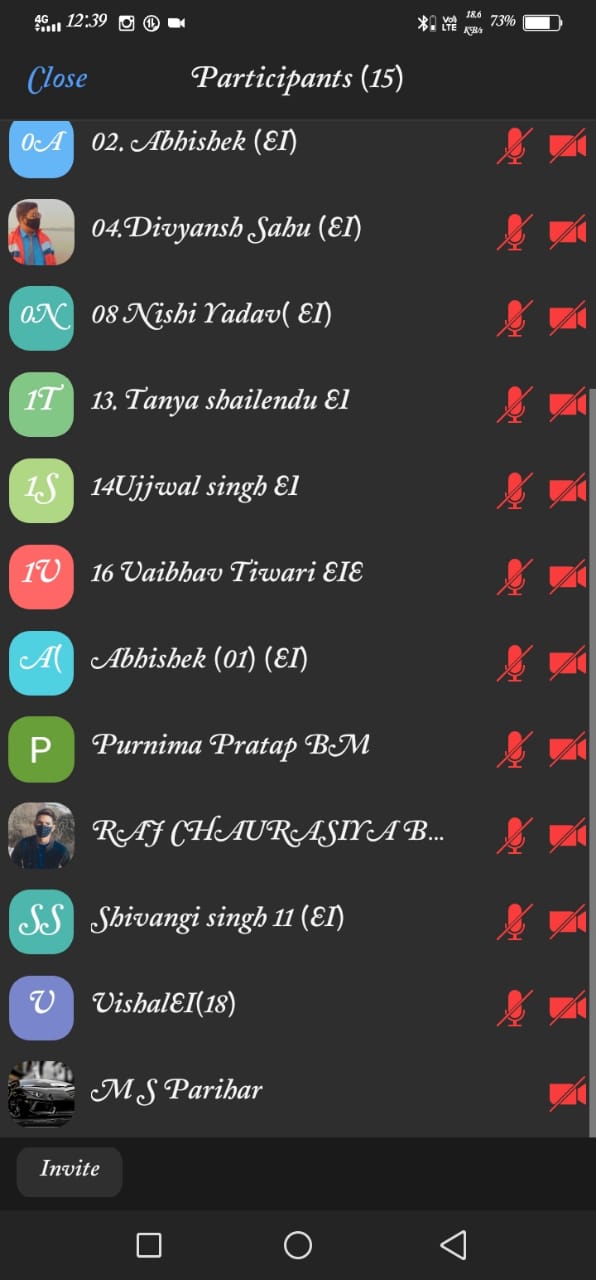 4G 12:39 Vo)) LTE 18.6 KB/s 73%
Close Participants (15)
0A 02. Abhishek (EI)
04.Divyansh Sahu (EI)
0N 08 Nishi Yadav( EI)
1T 13. Tanya shailendu EI
1S 14Ujjwal singh EI
1V 16 Vaibhav Tiwari EIE
A( Abhishek (01) (EI)
P Purnima Pratap BM
RAJ CHAURASIYA B...
SS Shivangi singh 11 (EI)
V VishalEI(18)
M S Parihar
Invite